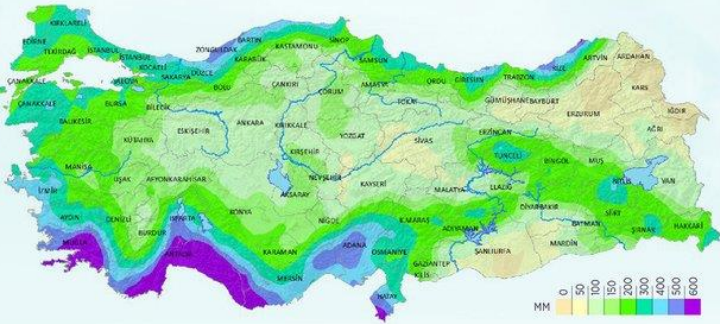 KIRKLARELİ
EDİRNE
TEKİRDAĞ
İSTANBUL
İSTANBUL
KOCAELİ
YALOVA
SAKARYA
DÜZCE
ZONGULDAK
BARTIN
KARABÜK
KASTAMONU
SİNOP
SAMSUN
ÇANAKKALE
ÇANAKKALE
BALIKESİR
BURSA
BİLECİK
BOLU
ÇANKIRI
ÇORUM
AMASYA
TOKAT
ORDU
GİRESUN
TRABZON
RİZE
ARTVİN
ARDAHAN
KARS
IĞDIR
AĞRI
ERZURUM
GÜMÜŞHANE
BAYBURT
ERZİNCAN
KÜTAHYA
ESKİŞEHİR
ANKARA
KIRIKKALE
YOZGAT
SİVAS
KIRŞEHİR
NEVŞEHİR
KAYSERİ
AKSARAY
TUNCELİ
BİNGÖL
MUŞ
BİTLİS
VAN
ELAZIĞ
MALATYA
DİYARBAKIR
BATMAN
SİİRT
ŞIRNAK
HAKKARİ
MANİSA
UŞAK
AFYONKARAHİSAR
İZMİR
AYDIN
DENİZLİ
ISPARTA
BURDUR
MUĞLA
ANTALYA
KONYA
NİĞDE
KARAMAN
MERSİN
ADANA
OSMANİYE
HATAY
K.MARAŞ
GAZİANTEP
KİLİS
ADIYAMAN
ŞANLIURFA
MARDİN
MM
0
50
100
150
200
300
400
500
600